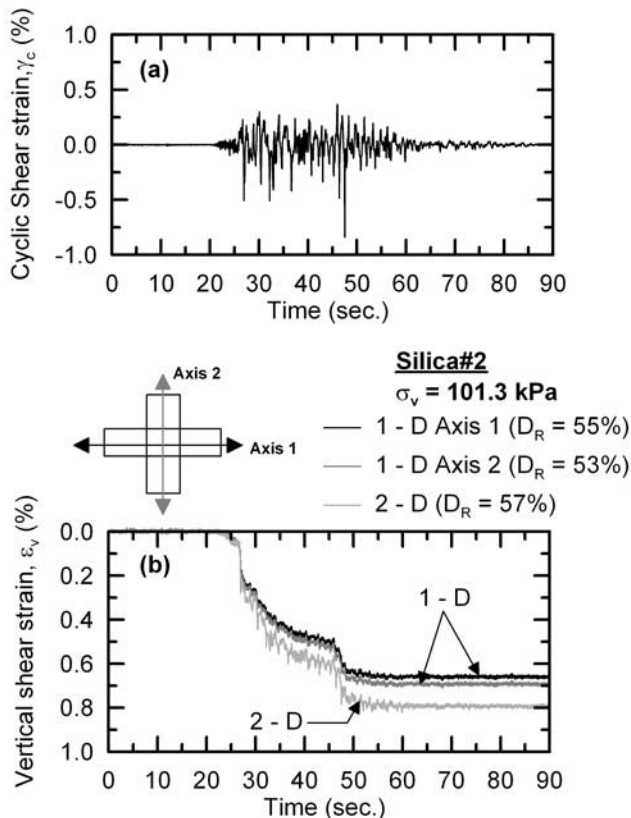 Cyclic Shear strain,γc (%)
1.0
0.5
0.0
-0.5
-1.0
(a)
0 10 20 30 40 50 60 70 80 90
Time (sec.)
Axis 2
Axis 1
Silica#2
σv = 101.3 kPa
1 - D Axis 1 (DR = 55%)
1 - D Axis 2 (DR = 53%)
2 - D (DR = 57%)
Vertical shear strain, εv (%)
0.0
0.2
0.4
0.6
0.8
1.0
(b)
1 - D
2 - D
0 10 20 30 40 50 60 70 80 90
Time (sec.)